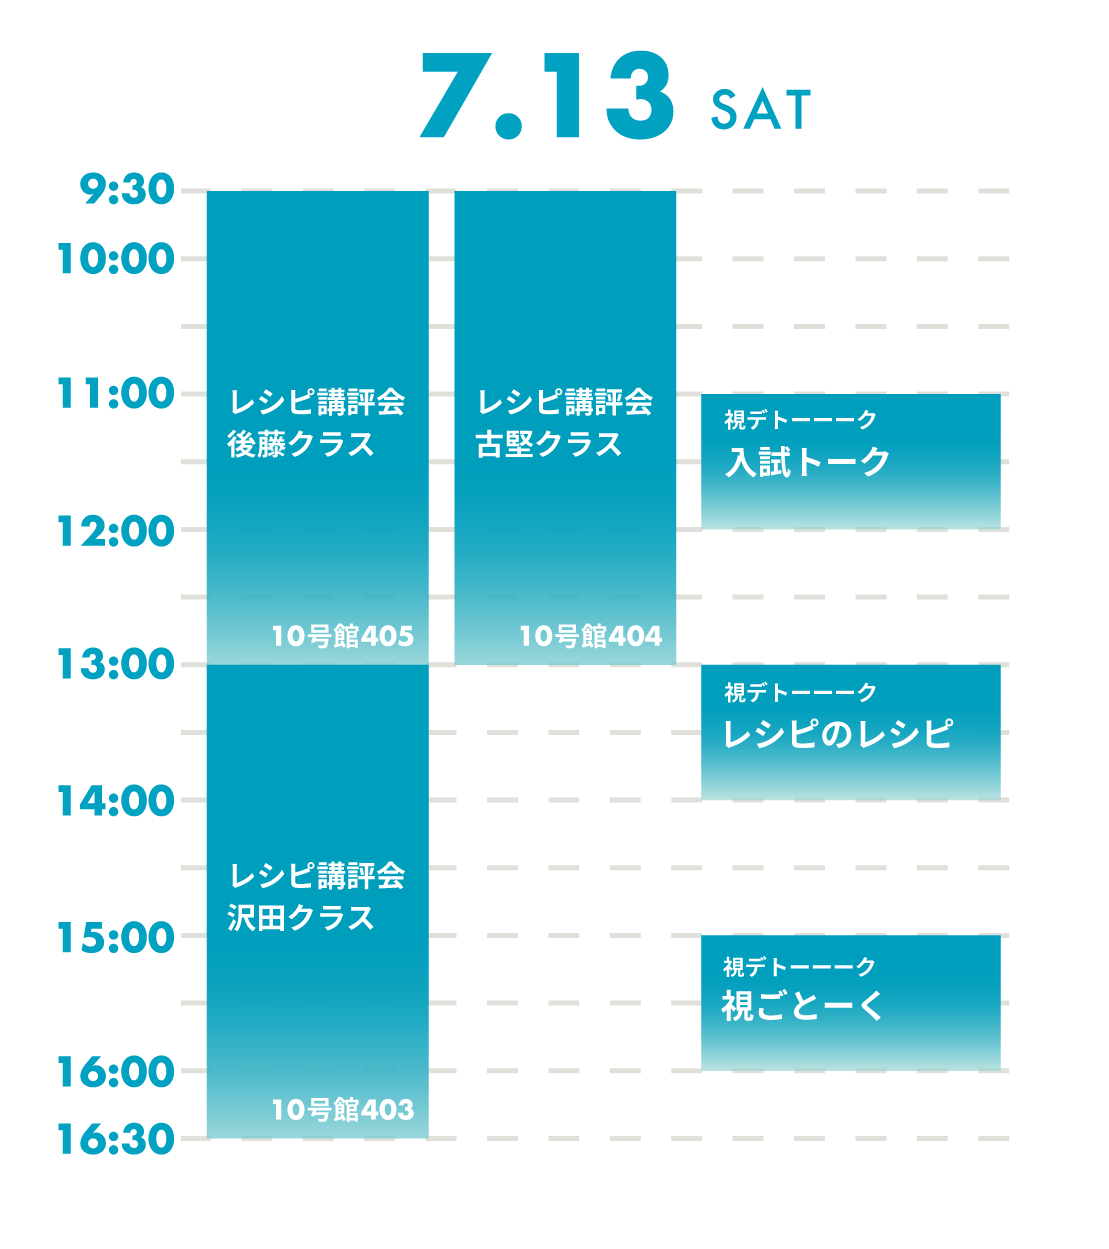 7.13 SAT
9:30
10:00
11:00
12:00
13:00
14:00
15:00
16:00
16:30
レシピ講評会
後藤クラス
10号館405
レシピ講評会
古堅クラス
10号館404
視デトーーーク
入試トーク
視デトーーーク
レシピのレシピ
レシピ講評会
沢田クラス
10号館403
視デトーーーク
視ごとーく